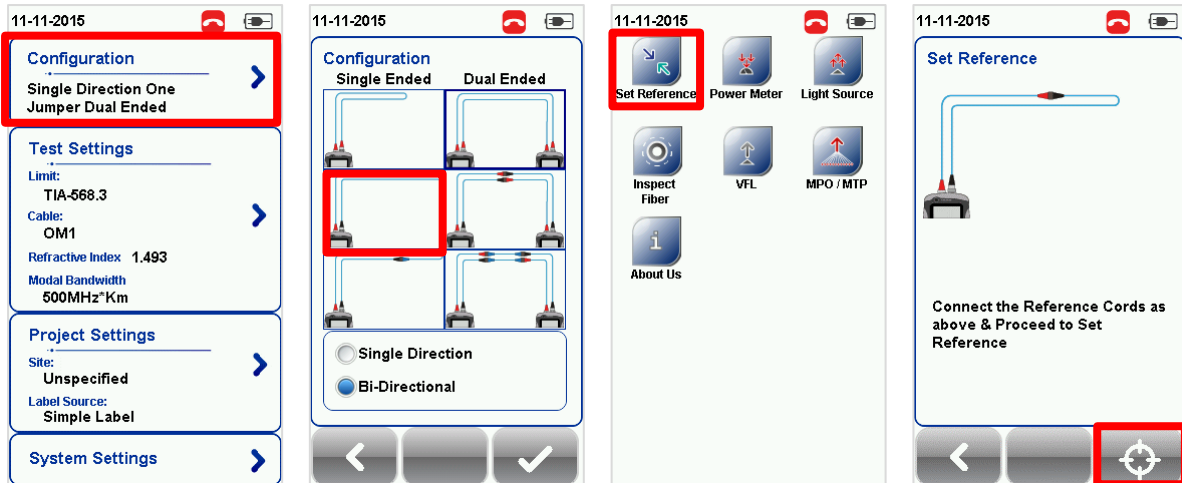 11-11-2015
Configuration
Single Direction One
Jumper Dual Ended
Test Settings
Limit:
TIA-568.3
Cable:
OM1
Refractive Index 1.493
Modal Bandwidth
500MHz*Km
Project Settings
Site:
Unspecified
Label Source:
Simple Label
System Settings
11-11-2015
Configuration
Single Ended Dual Ended
Single Direction
Bi-Directional
11-11-2015
Set Reference Power Meter Light Source
Inspect
Fiber
VFL
MPO / MTP
About Us
11-11-2015
Set Reference
Connect the Reference Cords as
above & Proceed to Set
Reference